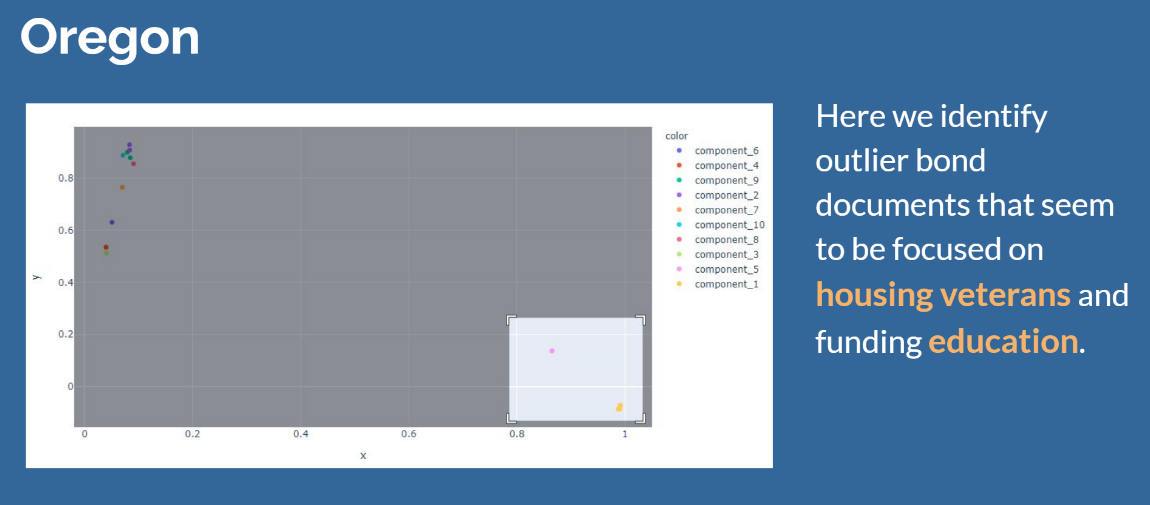 Oregon
Here we identify
outlier bond
documents that seem
to be focused on
housing veterans and
funding education.
color
component_6
component_4
component_9
component_2
component_7
component_10
component_8
component_3
component_5
component_1
y
0.8
0.6
0.4
0.2
0
0
0.2
0.4
0.6
0.8
1
x